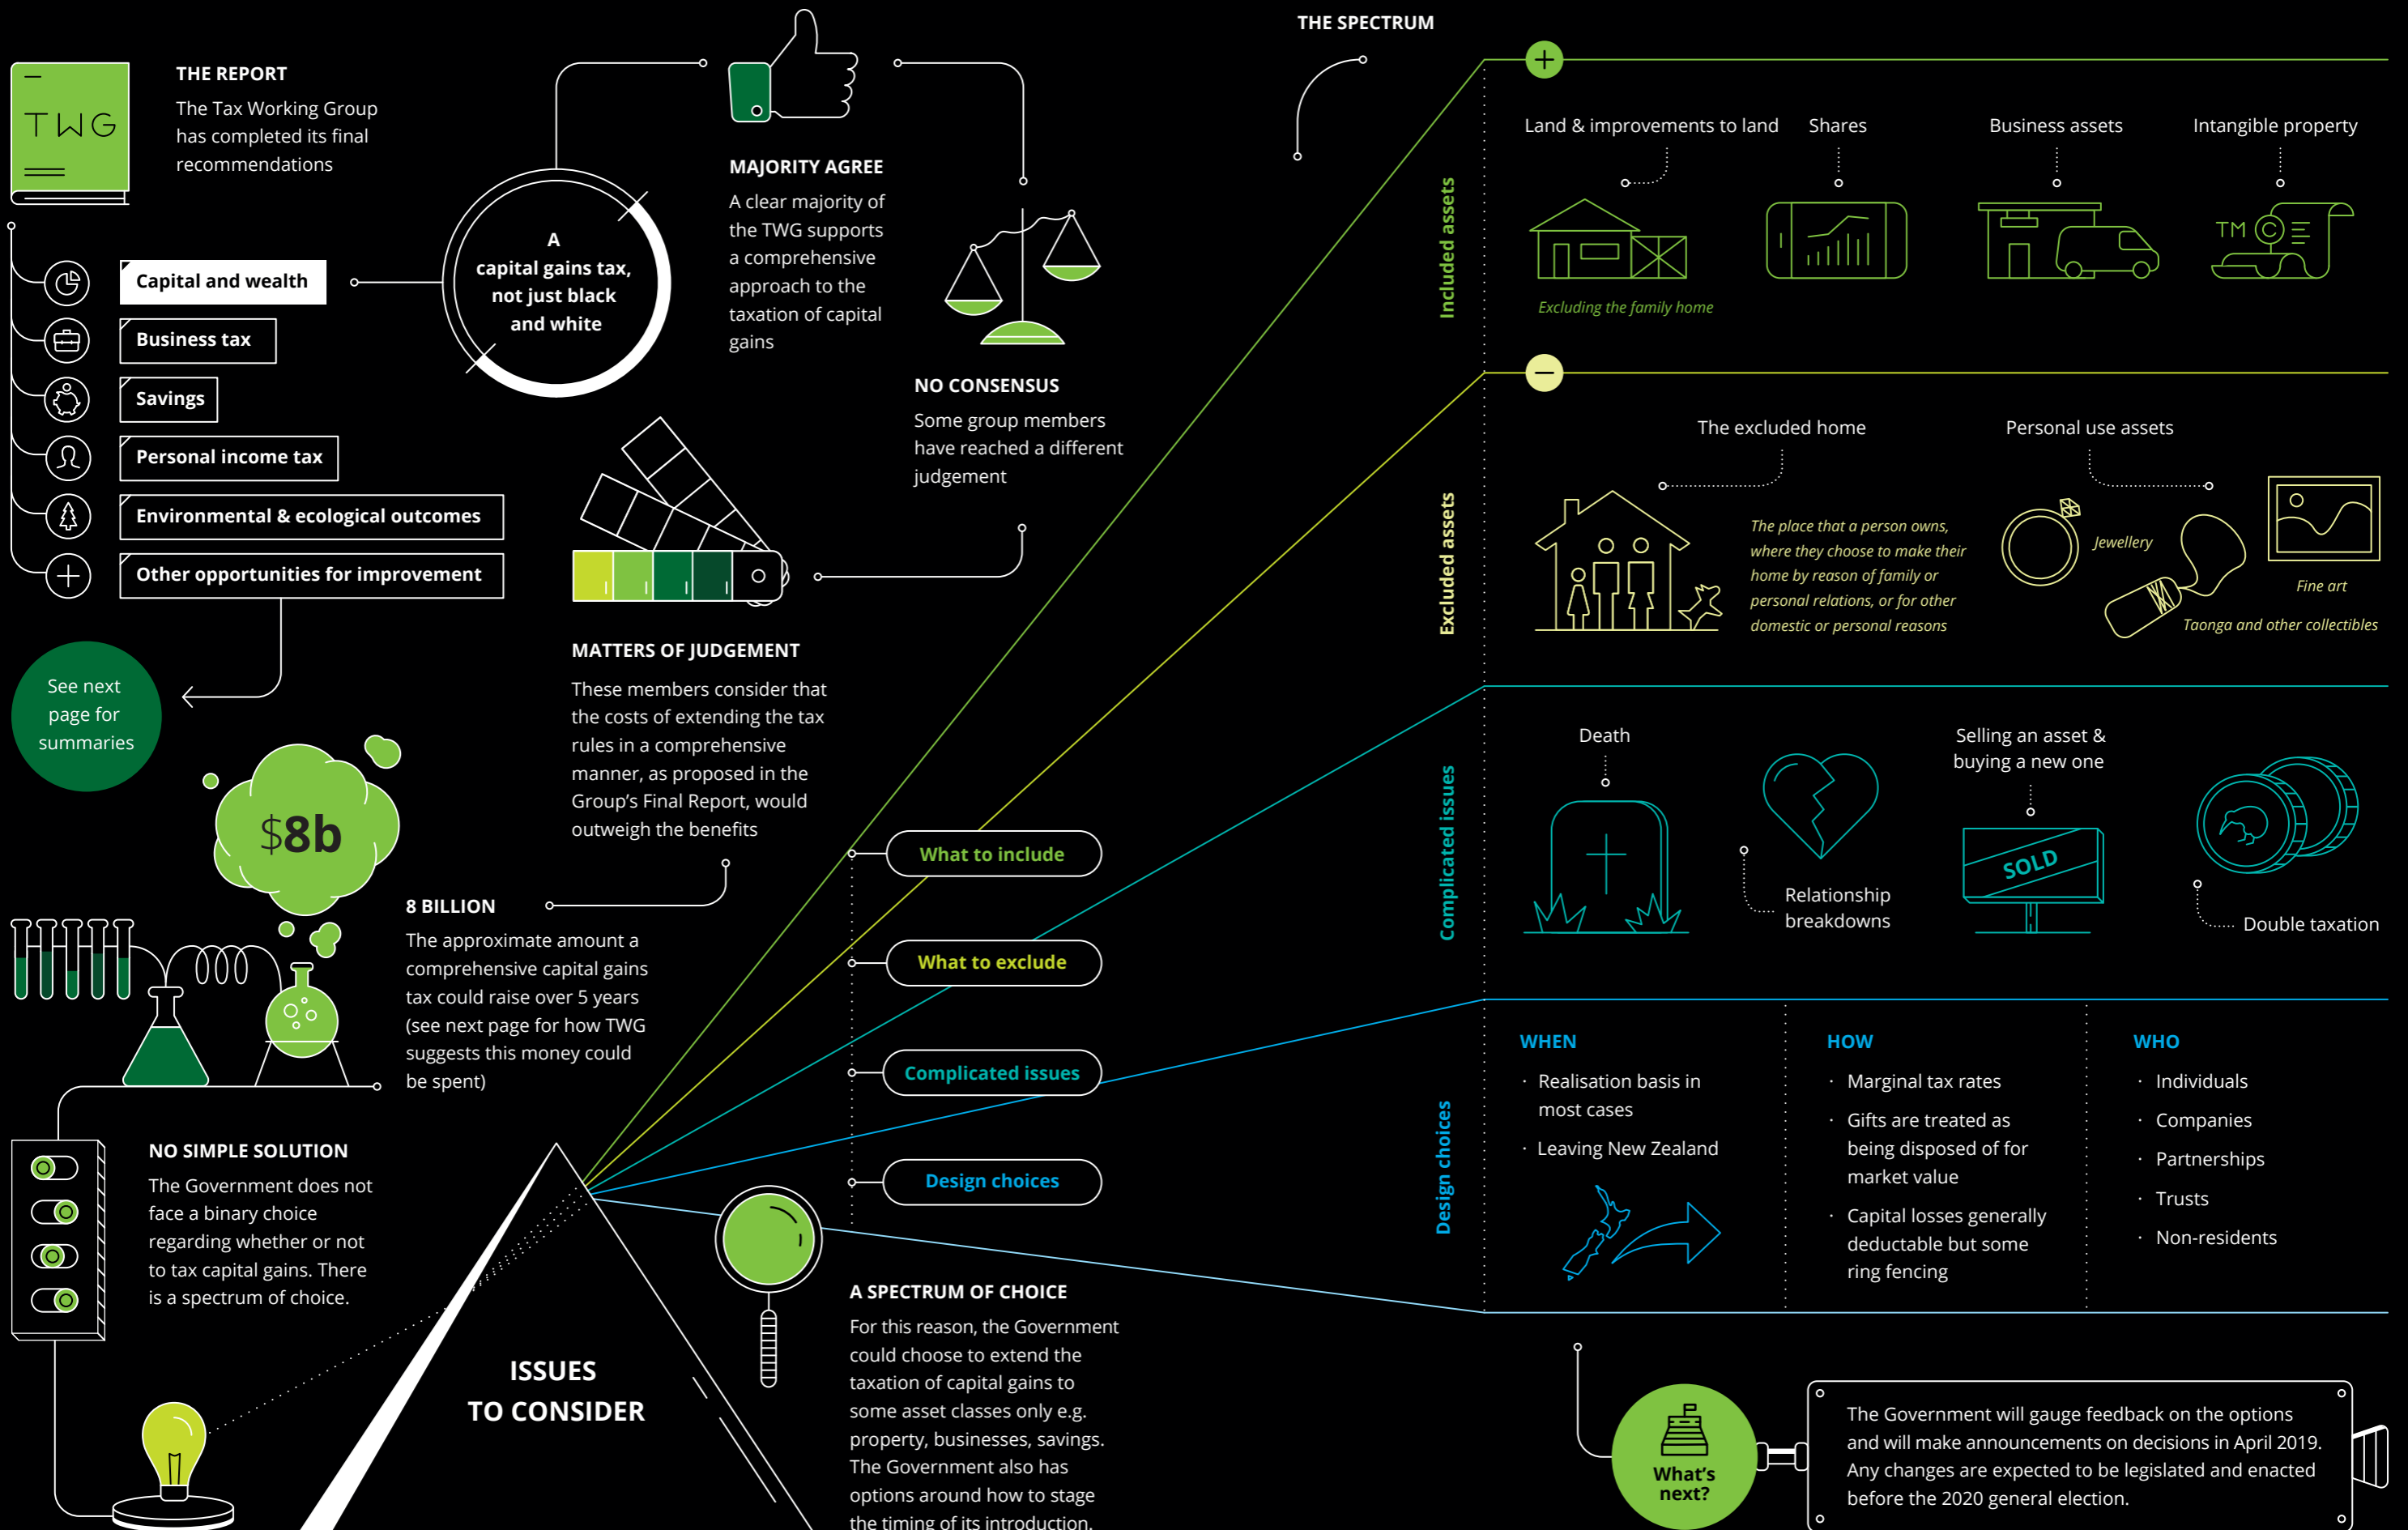 THE REPORT
The Tax Working Group
has completed its final
recommendations
TWG
Capital and wealth
Business tax
Savings
Personal income tax
Environmental & ecological outcomes
Other opportunities for improvement
See next
page for
summaries
A
capital gains tax,
not just black
and white
MAJORITY AGREE
A clear majority of
the TWG supports
a comprehensive
approach to the
taxation of capital
gains
NO CONSENSUS
Some group members
have reached a different
judgement
MATTERS OF JUDGEMENT
These members consider that
the costs of extending the tax
rules in a comprehensive
manner, as proposed in the
Group's Final Report, would
outweigh the benefits
$8b
8 BILLION
The approximate amount a
comprehensive capital gains
tax could raise over 5 years
(see next page for how TWG
suggests this money could
be spent)
NO SIMPLE SOLUTION
The Government does not
face a binary choice
regarding whether or not
to tax capital gains. There
is a spectrum of choice.
ISSUES
TO CONSIDER
A SPECTRUM OF CHOICE
For this reason, the Government
could choose to extend the
taxation of capital gains to
some asset classes only e.g.
property, businesses, savings.
The Government also has
options around how to stage
the timing of its introduction.
What to include
What to exclude
Complicated issues
Design choices
THE SPECTRUM
Included assets
Land & improvements to land
Shares
Business assets
Intangible property
TM
C
Excluding the family home
Excluded assets
The excluded home
The place that a person owns,
where they choose to make their
home by reason of family or
personal relations, or for other
domestic or personal reasons
Personal use assets
Jewellery
Fine art
Taonga and other collectibles
Complicated issues
Death
Relationship
breakdowns
Selling an asset &
buying a new one
SOLD
Double taxation
Design choices
WHEN
· Realisation basis in
most cases
· Leaving New Zealand
HOW
· Marginal tax rates
· Gifts are treated as
being disposed of for
market value
· Capital losses generally
deductable but some
ring fencing
WHO
· Individuals
· Companies
· Partnerships
· Trusts
· Non-residents
What's
next?
The Government will gauge feedback on the options
and will make announcements on decisions in April 2019.
Any changes are expected to be legislated and enacted
before the 2020 general election.